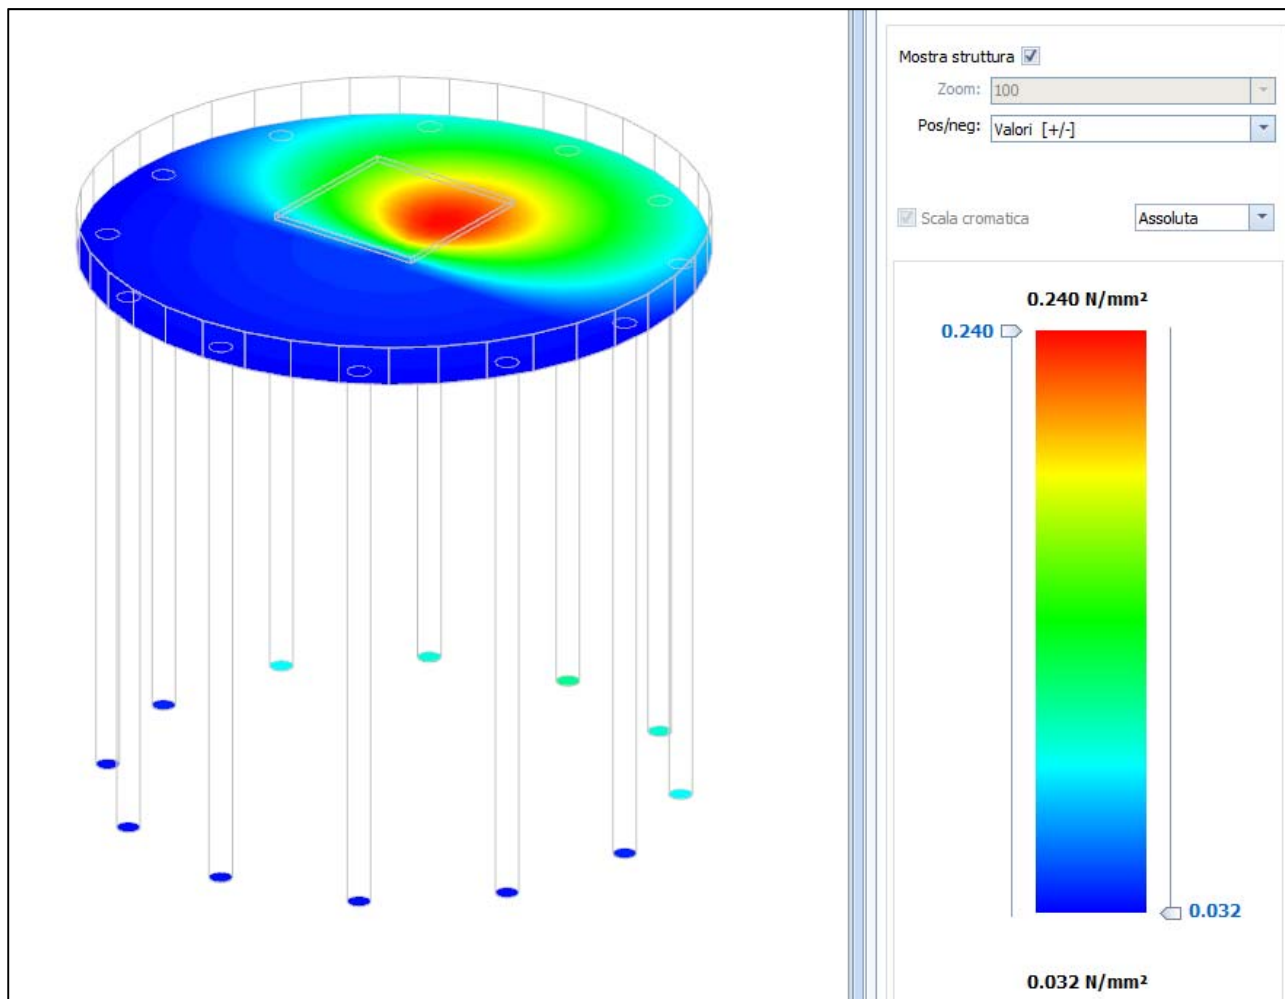 Mostra struttura
Zoom: 100
Pos/neg: Valori [+/-]
Scala cromatica Assoluta
0.240 N/mm²
0.240
0.032
0.032 N/mm²